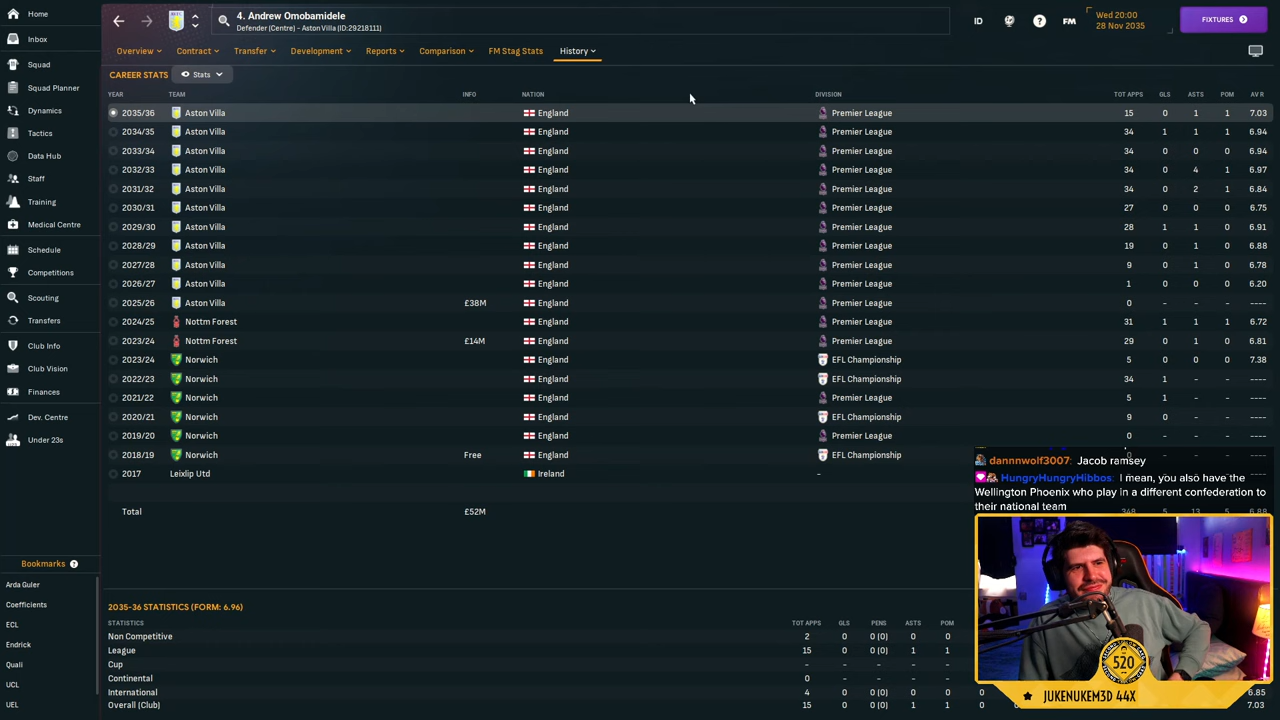 4. Andrew Omobamidele
Defender (Centre) - Aston Villa (ID:29218111)
ID ? FM
Wed 20:00
28 Nov 2035
FIXTURES
Home
Inbox
Squad
Squad Planner
Dynamics
Tactics
Data Hub
Staff
Training
Medical Centre
Schedule
Competitions
Scouting
Transfers
Club Info
Club Vision
Finances
Dev. Centre
Under 23s
Bookmarks ?
Arda Guler
Coefficients
ECL
Endrick
Quali
UCL
UEL
Overview Contract Transfer Development Reports Comparison FM Stag Stats History
CAREER STATS Stats
YEAR TEAM INFO NATION DIVISION TOT APPS GLS ASTS POM AV R
2035/36 Aston Villa England Premier League 15 0 1 1 7.03
2034/35 Aston Villa England Premier League 34 1 1 1 6.94
2033/34 Aston Villa England Premier League 34 0 0 0 6.94
2032/33 Aston Villa England Premier League 34 0 4 1 6.97
2031/32 Aston Villa England Premier League 34 0 2 1 6.84
2030/31 Aston Villa England Premier League 27 0 0 0 6.75
2029/30 Aston Villa England Premier League 28 1 1 0 6.91
2028/29 Aston Villa England Premier League 19 0 1 0 6.88
2027/28 Aston Villa England Premier League 9 0 1 0 6.78
2026/27 Aston Villa England Premier League 1 0 0 0 6.20
2025/26 Aston Villa £38M England Premier League 0 - - - ----
2024/25 Nottm Forest England Premier League 31 1 1 1 6.72
2023/24 Nottm Forest £14M England Premier League 29 0 1 0 6.81
2023/24 Norwich England EFL Championship 5 0 0 0 7.38
2022/23 Norwich England EFL Championship 34 1 - - ----
2021/22 Norwich England Premier League 5 1 - - ----
2020/21 Norwich England EFL Championship 9 0 - - ----
2019/20 Norwich England Premier League 0 - - - ----
2018/19 Norwich Free England EFL Championship
2017 Leixlip Utd Ireland -
Total £52M 348 5 13 5 6.88
dannnwolf3007: Jacob ramsey
HungryHungryHibbos: I mean, you also have the
Wellington Phoenix who play in a different confederation to
their national team
2035-36 STATISTICS (FORM: 6.96)
STATISTICS TOT APPS GLS PENS ASTS POM
Non Competitive 2 0 0 (0) 0 0
League 15 0 0 (0) 1 1
Cup - - - - -
Continental - - - - -
International 4 0 0 (0) 0 0 0 6.85
Overall (Club) 15 0 0 (0) 1 1 0 7.03
520
JUKENUKEM3D 44X